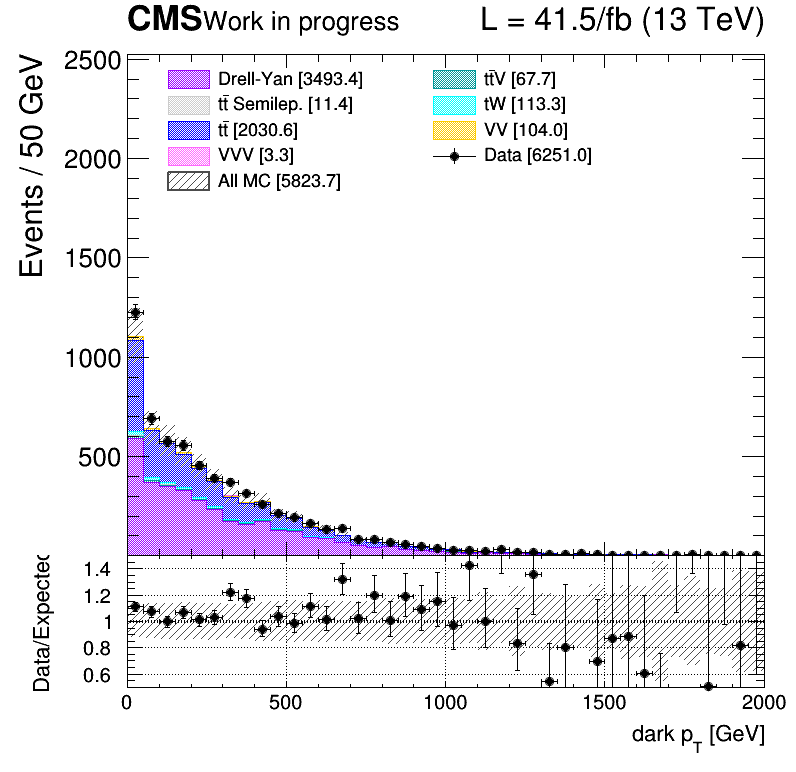 CMS Work in progress L = 41.5/fb (13 TeV)
Events / 50 GeV
2500
2000
1500
1000
500
Drell-Yan [3493.4]
tt̄ Semilep. [11.4]
tt̄ [2030.6]
VVV [3.3]
All MC [5823.7]
tt̄V [67.7]
tW [113.3]
VV [104.0]
Data [6251.0]
Data/Expected
1.4
1.2
1
0.8
0.6
0 500 1000 1500 2000
dark p_T [GeV]